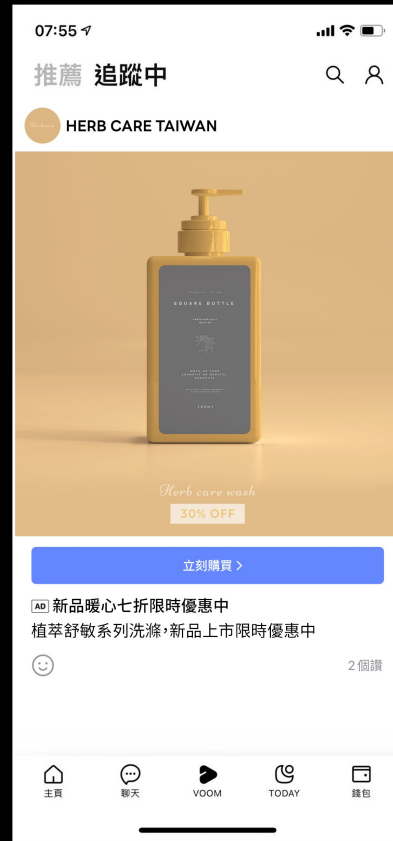 07:55
推薦 追蹤中
HERB CARE TAIWAN
SQUARE BOTTLE
Herb care wash
30% OFF
立刻購買 >
AD 新品暖心七折限時優惠中
植萃舒敏系列洗滌，新品上市限時優惠中
2個讚
主頁 聊天 VOOM TODAY 錢包